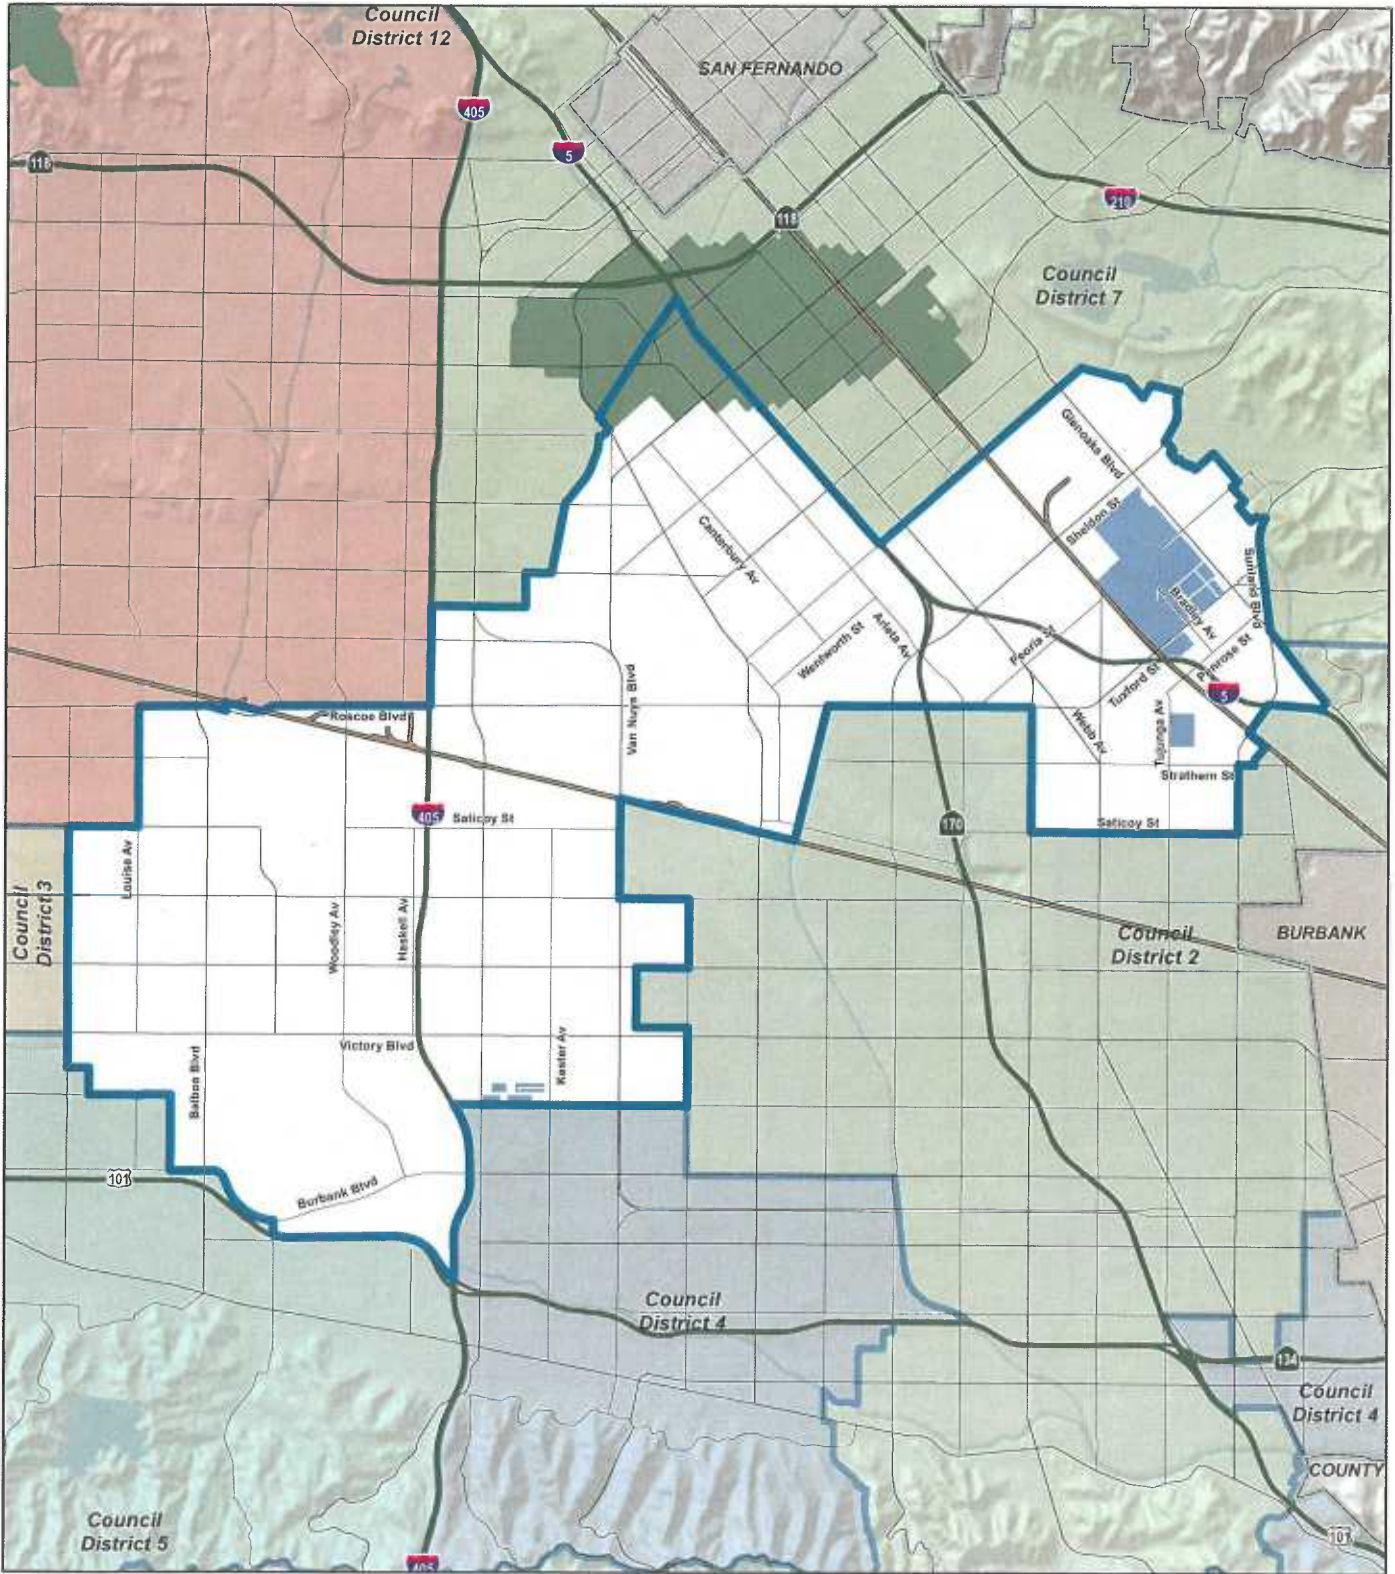 Council
District 12
SAN FERNANDO
405
5
118
118
210
Council
District 7
Glenoaks Blvd
Sheldon St
Canterbury Av
Sunland Blvd
Bradley Av
Arleta Av
Wentworth St
Peoria St
Penrose St
Tuxford St
5
Van Nuys Blvd
Roscoe Blvd
Webb Av
Tujunga Av
Strathern St
405
Saticoy St
170
Saticoy St
Louise Av
Council
District 3
Woodley Av
Haskell Av
Council
District 2
BURBANK
Victory Blvd
Kester Av
Balboa Blvd
101
Burbank Blvd
Council
District 4
134
Council
District 4
COUNTY
Council
District 5
101
405